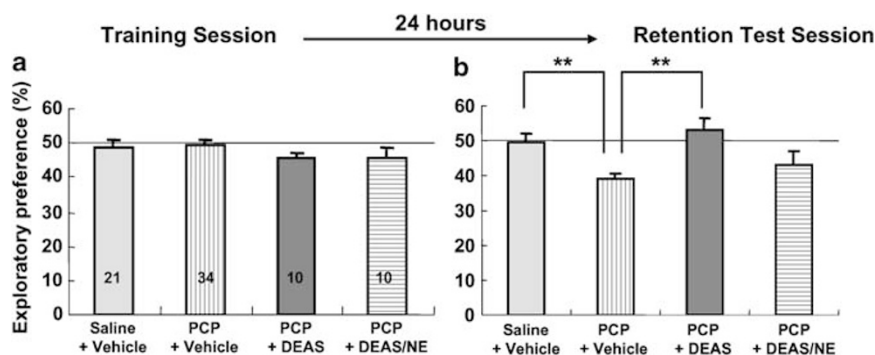 Training Session
24 hours
Retention Test Session
a
Exploratory preference (%)
60
50
40
30
20
10
0
21
34
10
10
Saline + Vehicle
PCP + Vehicle
PCP + DEAS
PCP + DEAS/NE
b
**
**
60
50
40
30
20
10
0
Saline + Vehicle
PCP + Vehicle
PCP + DEAS
PCP + DEAS/NE